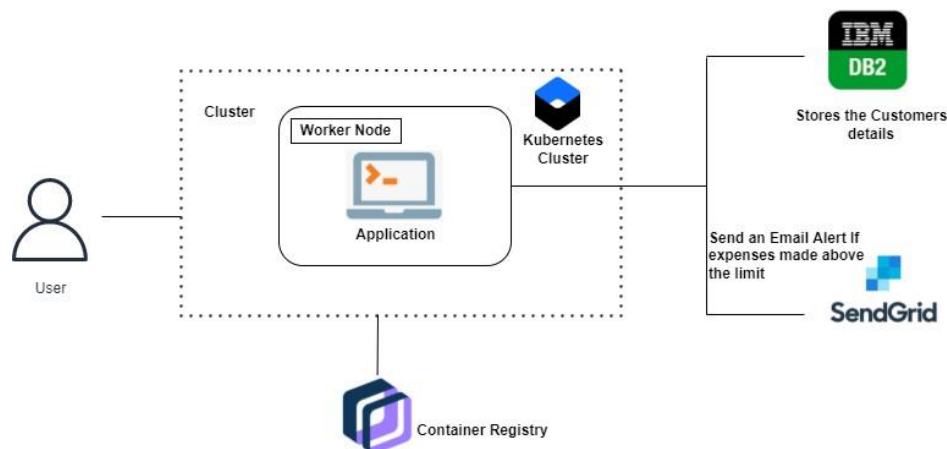 IBM
DB2
Stores the Customers
details
Cluster
Worker Node
Kubernetes
Cluster
Application
User
Send an Email Alert If
expenses made above
the limit
SendGrid
Container Registry